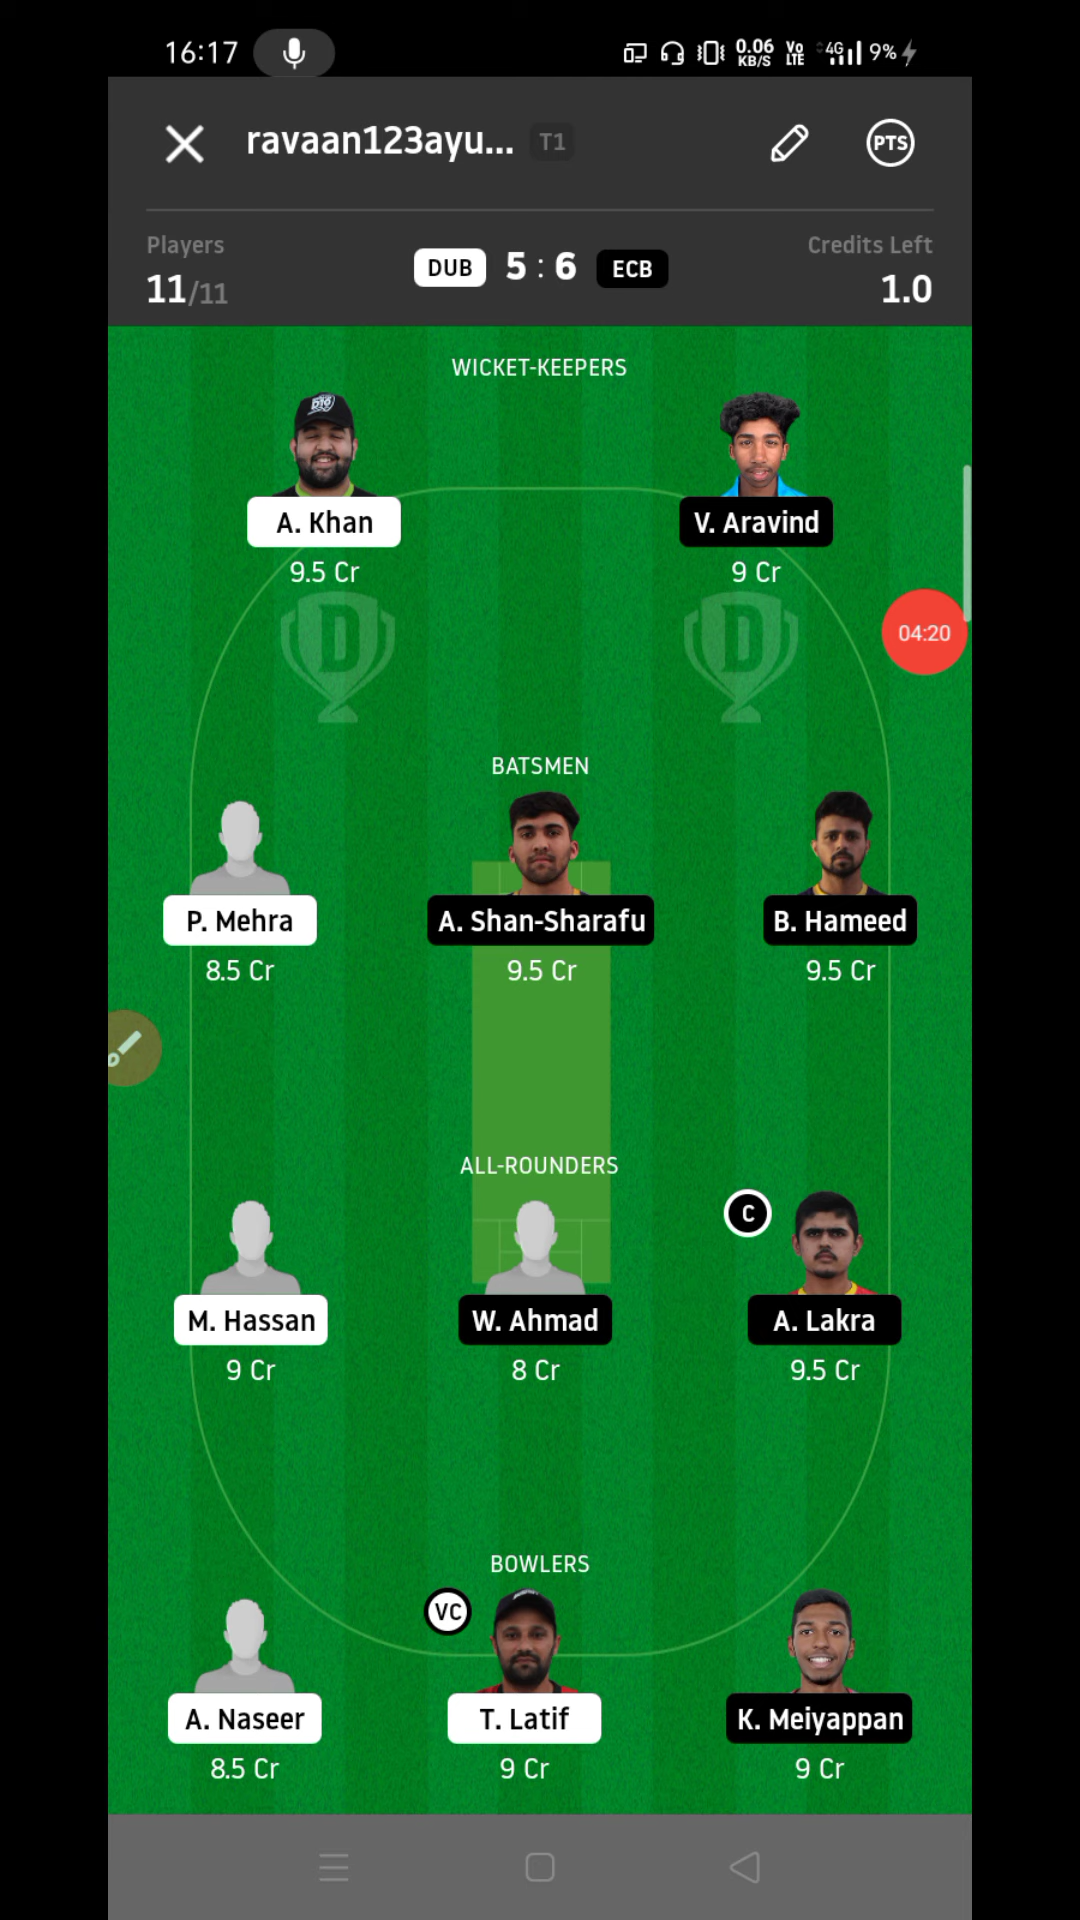 16:17
0.06 KB/S Vo LTE 4G 9%
ravaan123ayu... T1 PTS
Players
Credits Left
DUB 5 : 6 ECB
11/11
1.0
WICKET-KEEPERS
A. Khan V. Aravind
9.5 Cr 9 Cr
D D
04:20
BATSMEN
P. Mehra A. Shan-Sharafu B. Hameed
8.5 Cr 9.5 Cr 9.5 Cr
ALL-ROUNDERS
C
M. Hassan W. Ahmad A. Lakra
9 Cr 8 Cr 9.5 Cr
BOWLERS
VC
A. Naseer T. Latif K. Meiyappan
8.5 Cr 9 Cr 9 Cr